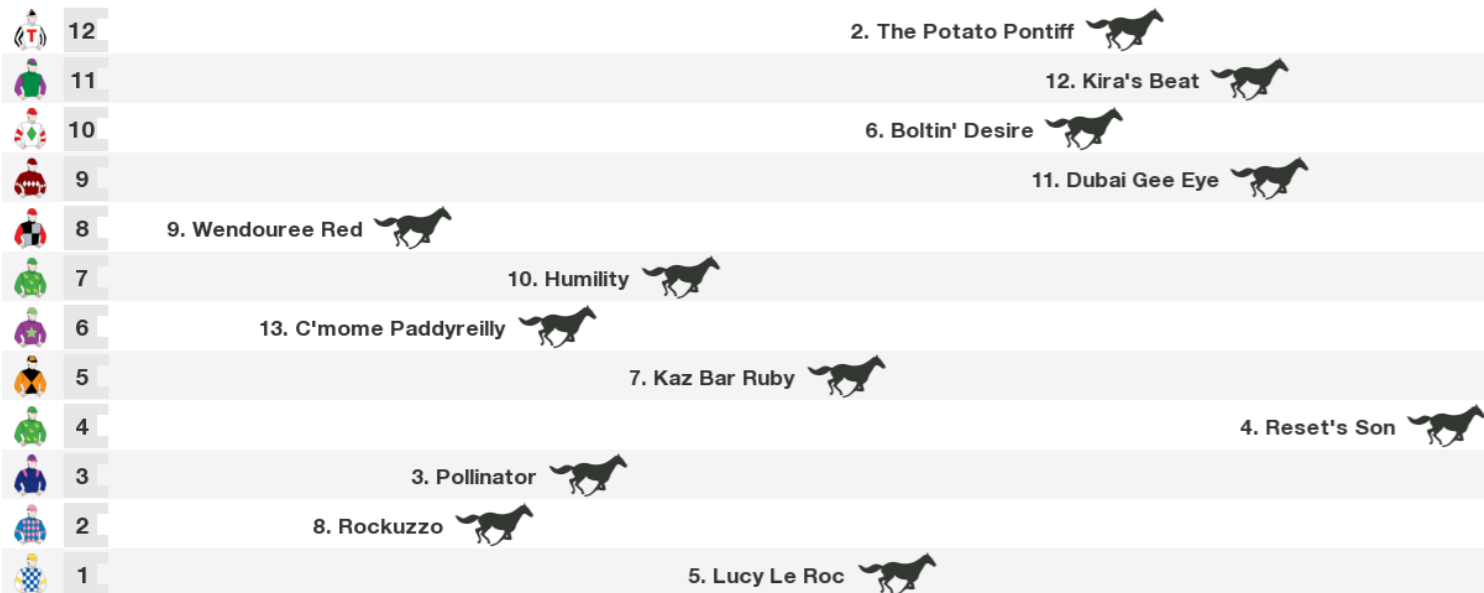 T 12 2. The Potato Pontiff
11 12. Kira's Beat
10 6. Boltin' Desire
9 11. Dubai Gee Eye
8 9. Wendouree Red
7 10. Humility
6 13. C'mome Paddyreilly
5 7. Kaz Bar Ruby
4 4. Reset's Son
3 3. Pollinator
2 8. Rockuzzo
1 5. Lucy Le Roc